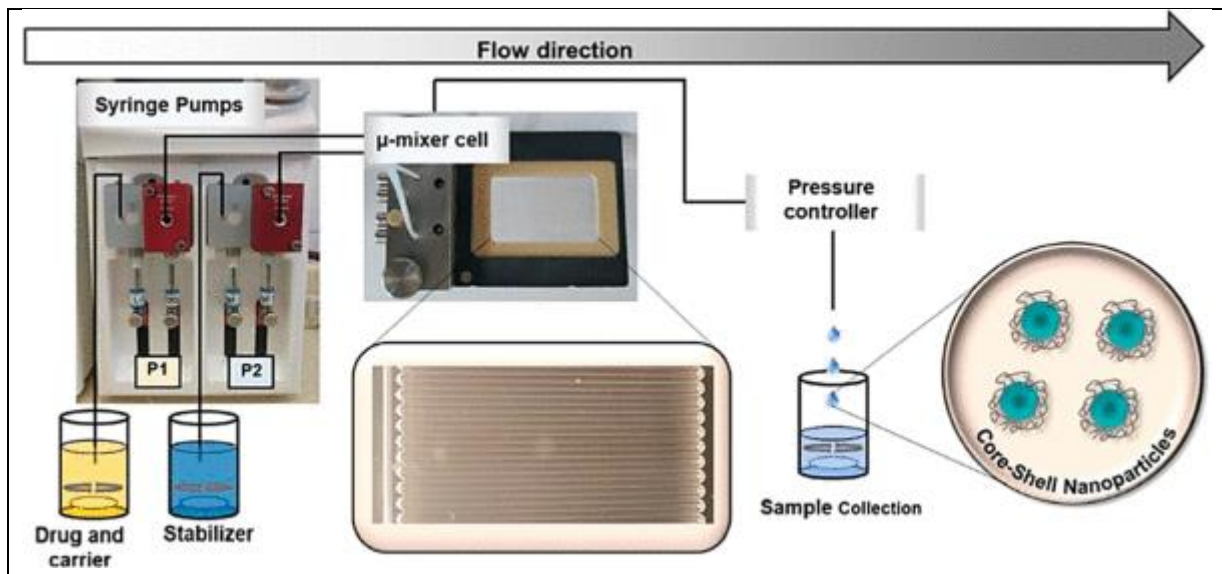 Flow direction
Syringe Pumps
μ-mixer cell
Pressure
controller
P1
P2
Drug and
carrier
Stabilizer
Sample Collection
Core-Shell Nanoparticles